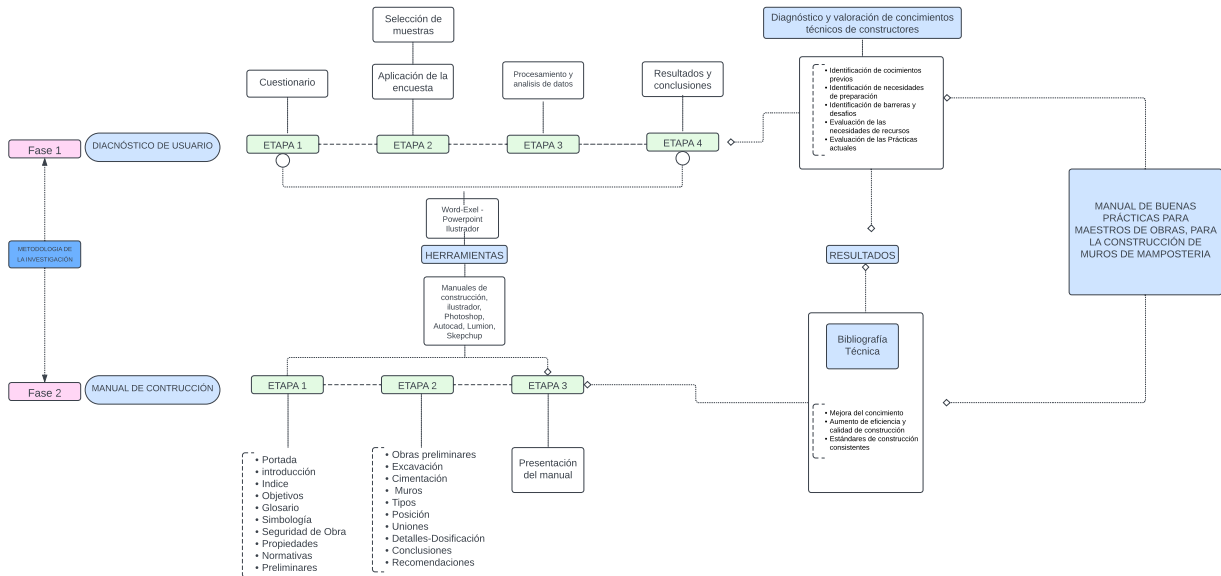 Selección de
muestras
Diagnóstico y valoración de concimientos
técnicos de constructores
Cuestionario
Aplicación de la
encuesta
Procesamiento y
analisis de datos
Resultados y
conclusiones
• Identificación de cocimientos
previos
• Identificación de necesidades
de preparación
• Identificación de barreras y
desafios
• Evaluación de las
necesidades de recursos
• Evaluación de las Prácticas
actuales
Fase 1
DIACNÓSTICO DE USUARIO
ETAPA 1
ETAPA 2
ETAPA 3
ETAPA 4
Word-Exel -
Powerpoint
Ilustrador
METODOLOGIA DE
LA INVESTIGACIÓN
HERRAMIENTAS
RESULTADOS
MANUAL DE BUENAS
PRÁCTICAS PARA
MAESTROS DE OBRAS, PARA
LA CONSTRUCCIÓN DE
MUROS DE MAMPOSTERIA
Manuales de
construcción,
ilustrador,
Photoshop,
Autocad, Lumion,
Skepchup
Bibliografía
Técnica
Fase 2
MANUAL DE CONTRUCCIÓN
ETAPA 1
ETAPA 2
ETAPA 3
• Mejora del concimiento
• Aumento de eficiencia y
calidad de construcción
• Estándares de construcción
consistentes
• Portada
• introducción
• Indice
• Objetivos
• Glosario
• Simbología
• Seguridad de Obra
• Propiedades
• Normativas
• Preliminares
• Obras preliminares
• Excavación
• Cimentación
• Muros
• Tipos
• Posición
• Uniones
• Detalles-Dosificación
• Conclusiones
• Recomendaciones
Presentación
del manual